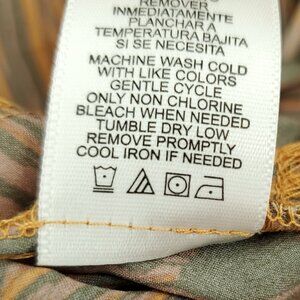 REMOVER
INMEDIATAMENTE
PLANCHAR A
TEMPERATURA BAJITA
SI SE NECESITA
MACHINE WASH COLD
WITH LIKE COLORS
GENTLE CYCLE
ONLY NON CHLORINE
BLEACH WHEN NEEDED
TUMBLE DRY LOW
REMOVE PROMPTLY
COOL IRON IF NEEDED